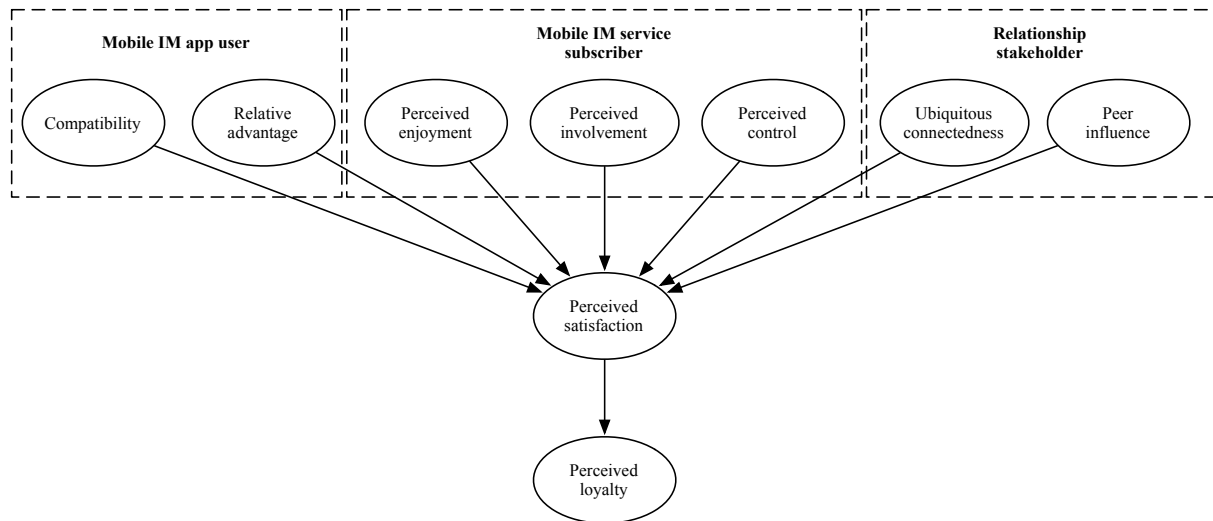 Mobile IM app user
Mobile IM service
subscriber
Relationship
stakeholder
Compatibility
Relative
advantage
Perceived
enjoyment
Perceived
involvement
Perceived
control
Ubiquitous
connectedness
Peer
influence
Perceived
satisfaction
Perceived
loyalty